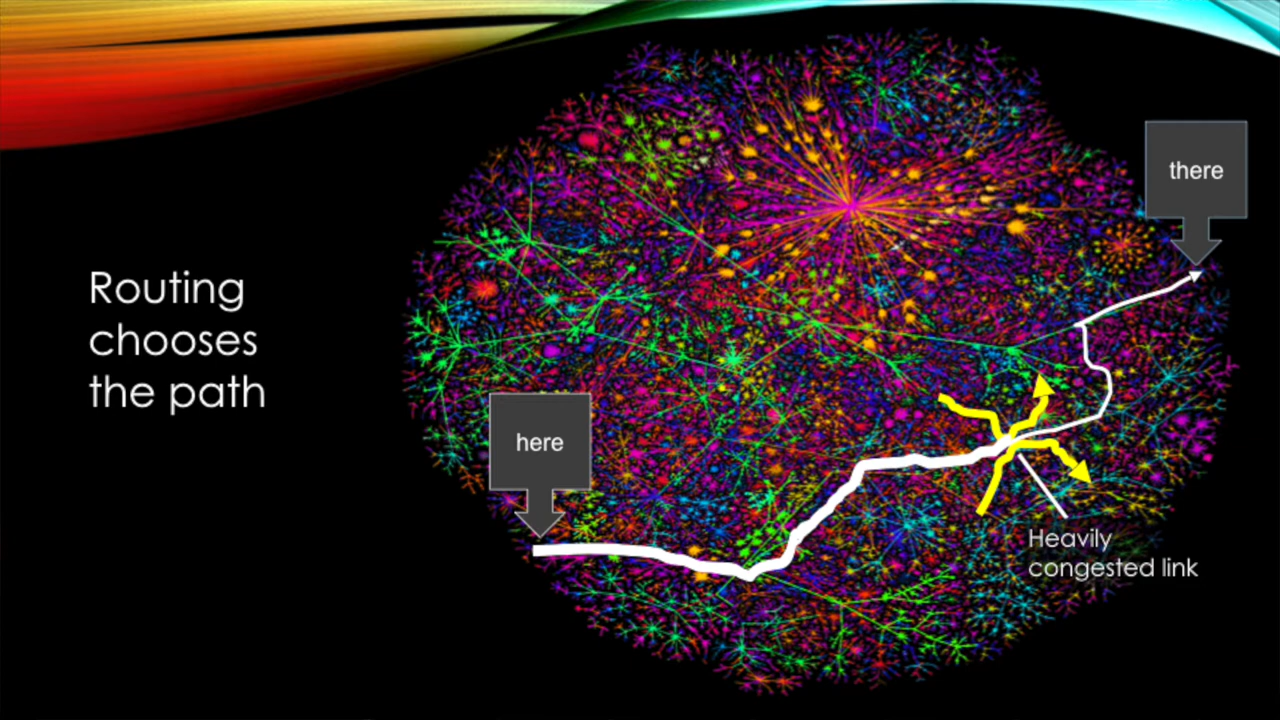 Routing
chooses
the path
here
there
Heavily
congested link